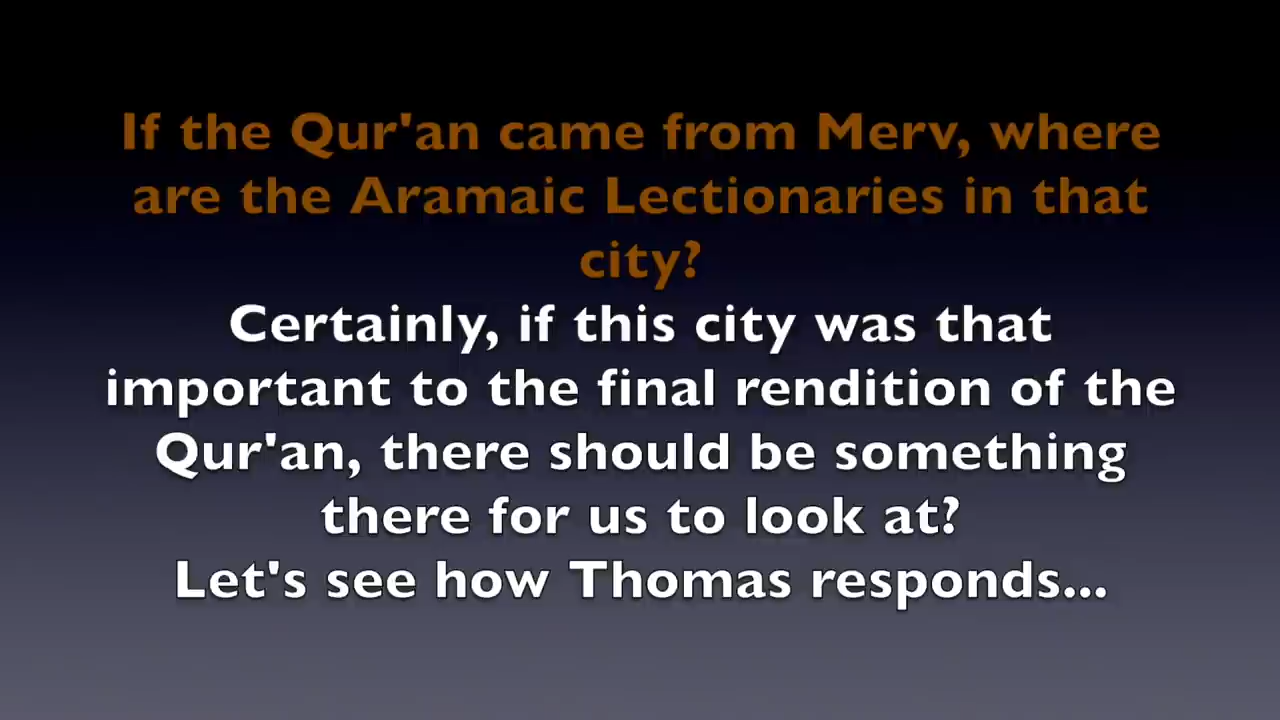 If the Qur'an came from Merv, where
are the Aramaic Lectionaries in that
city?
Certainly, if this city was that
important to the final rendition of the
Qur'an, there should be something
there for us to look at?
Let's see how Thomas responds...